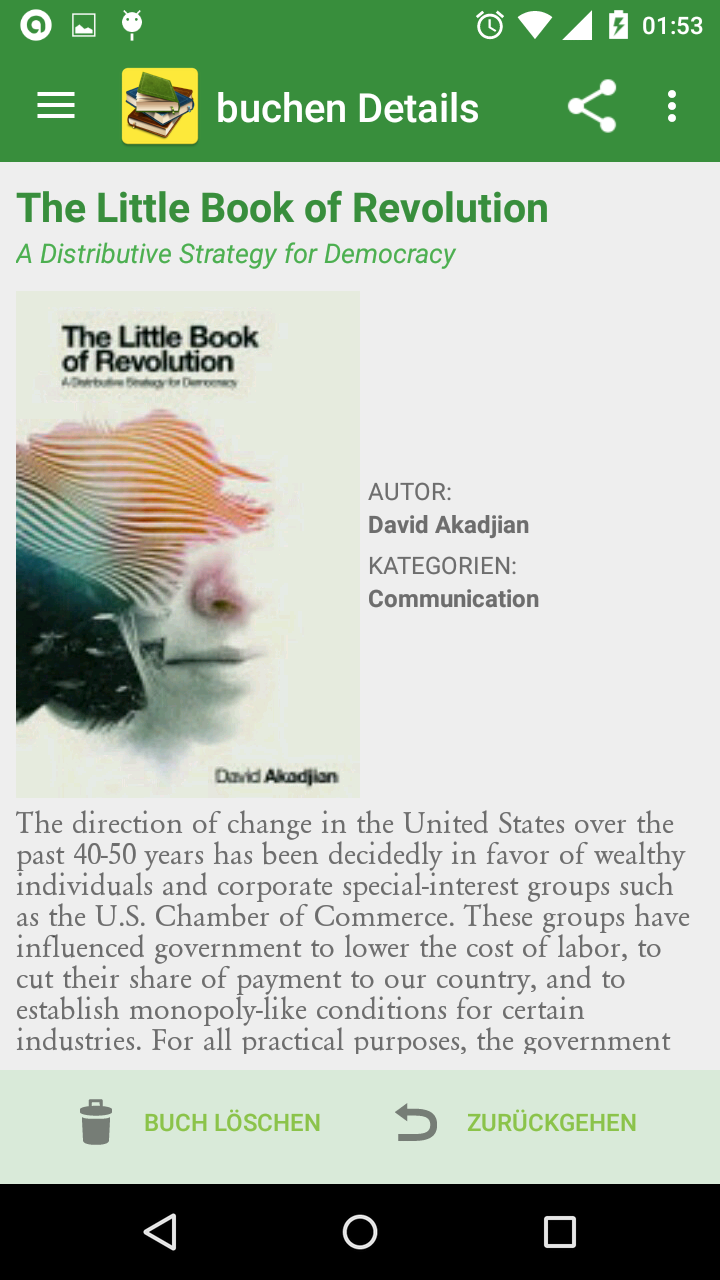 01:53
buchen Details
The Little Book of Revolution
A Distributive Strategy for Democracy
The Little Book
of Revolution
A Distributive Strategy for Democracy
David Akadjian
AUTOR:
David Akadjian
KATEGORIEN:
Communication
The direction of change in the United States over the
past 40-50 years has been decidedly in favor of wealthy
individuals and corporate special-interest groups such
as the U.S. Chamber of Commerce. These groups have
influenced government to lower the cost of labor, to
cut their share of payment to our country, and to
establish monopoly-like conditions for certain
industries. For all practical purposes, the government
BUCH LÖSCHEN
ZURÜCKGEHEN